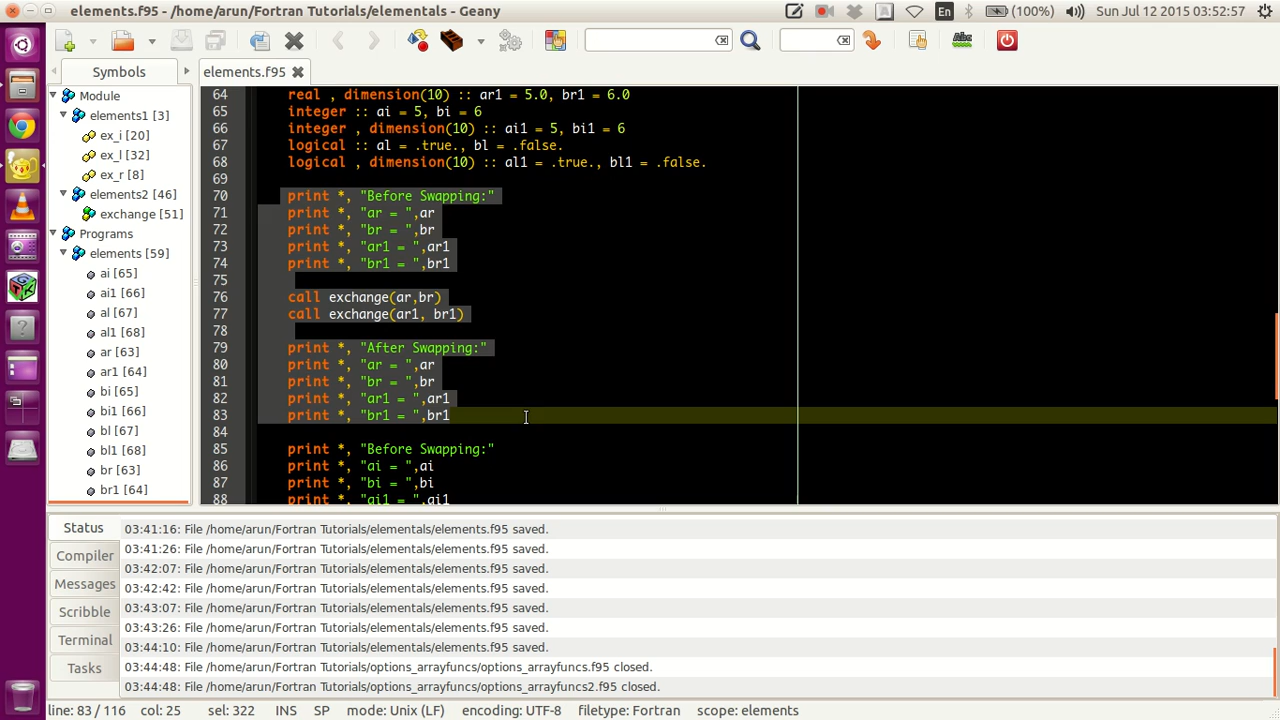 elements.f95 - /home/arun/Fortran Tutorials/elementals - Geany
En
(100%)
Sun Jul 12 2015 03:52:57
A
abc
Symbols
elements.f95
Module
elements1 [3]
ex_i [20]
ex_l [32]
ex_r [8]
elements2 [46]
exchange [51]
Programs
elements [59]
ai [65]
ai1 [66]
al [67]
al1 [68]
ar [63]
ar1 [64]
bi [65]
bi1 [66]
bl [67]
bl1 [68]
br [63]
br1 [64]
64 real , dimension(10) :: ar1 = 5.0, br1 = 6.0
65 integer :: ai = 5, bi = 6
66 integer , dimension(10) :: ai1 = 5, bi1 = 6
67 logical :: al = .true., bl = .false.
68 logical , dimension(10) :: al1 = .true., bl1 = .false.
69
70 print *, "Before Swapping:"
71 print *, "ar = ",ar
72 print *, "br = ",br
73 print *, "ar1 = ",ar1
74 print *, "br1 = ",br1
75
76 call exchange(ar,br)
77 call exchange(ar1, br1)
78
79 print *, "After Swapping:"
80 print *, "ar = ",ar
81 print *, "br = ",br
82 print *, "ar1 = ",ar1
83 print *, "br1 = ",br1
84
85 print *, "Before Swapping:"
86 print *, "ai = ",ai
87 print *, "bi = ",bi
88 print *, "ai1 = ",ai1
Status
Compiler
Messages
Scribble
Terminal
Tasks
03:41:16: File /home/arun/Fortran Tutorials/elementals/elements.f95 saved.
03:41:26: File /home/arun/Fortran Tutorials/elementals/elements.f95 saved.
03:42:07: File /home/arun/Fortran Tutorials/elementals/elements.f95 saved.
03:42:42: File /home/arun/Fortran Tutorials/elementals/elements.f95 saved.
03:43:07: File /home/arun/Fortran Tutorials/elementals/elements.f95 saved.
03:43:26: File /home/arun/Fortran Tutorials/elementals/elements.f95 saved.
03:44:10: File /home/arun/Fortran Tutorials/elementals/elements.f95 saved.
03:44:48: File /home/arun/Fortran Tutorials/options_arrayfuncs/options_arrayfuncs.f95 closed.
03:44:48: File /home/arun/Fortran Tutorials/options_arrayfuncs/options_arrayfuncs2.f95 closed.
line: 83 / 116 col: 25 sel: 322 INS SP mode: Unix (LF) encoding: UTF-8 filetype: Fortran scope: elements